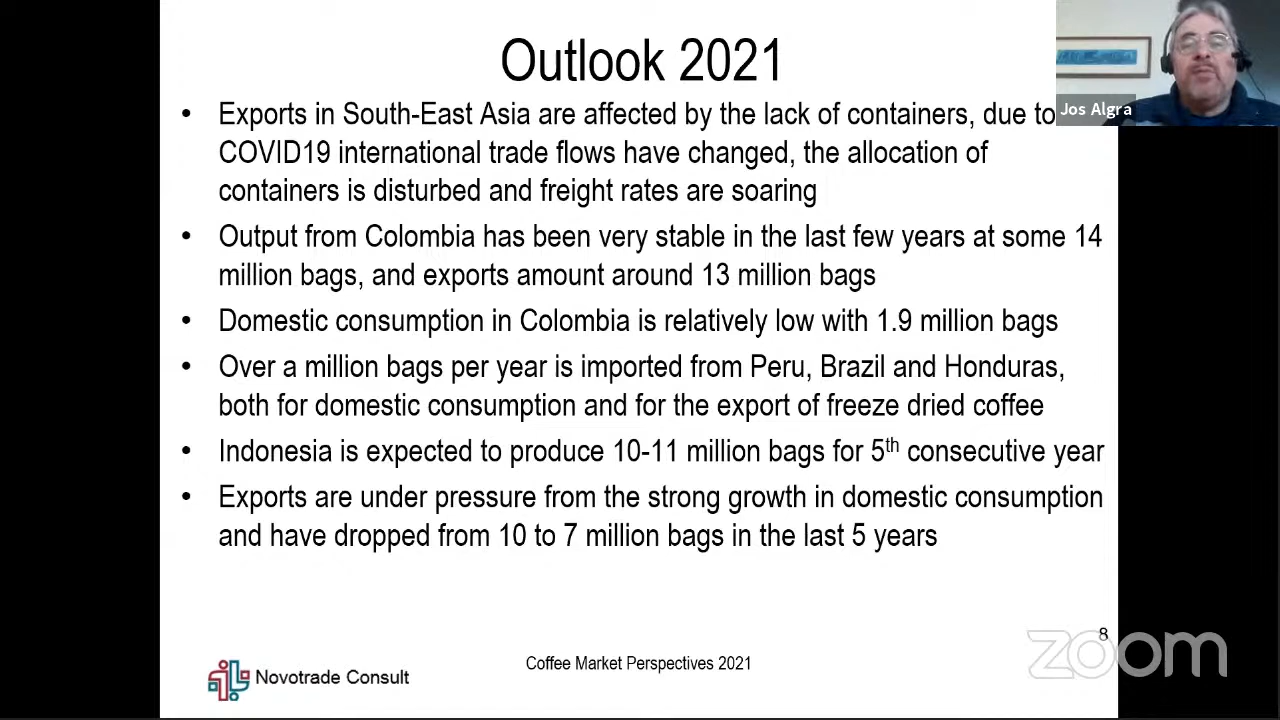 Outlook 2021
• Exports in South-East Asia are affected by the lack of containers, due to
COVID19 international trade flows have changed, the allocation of
containers is disturbed and freight rates are soaring
• Output from Colombia has been very stable in the last few years at some 14
million bags, and exports amount around 13 million bags
• Domestic consumption in Colombia is relatively low with 1.9 million bags
• Over a million bags per year is imported from Peru, Brazil and Honduras,
both for domestic consumption and for the export of freeze dried coffee
• Indonesia is expected to produce 10-11 million bags for 5th consecutive year
• Exports are under pressure from the strong growth in domestic consumption
and have dropped from 10 to 7 million bags in the last 5 years
Jos Algra
8
Novotrade Consult
Coffee Market Perspectives 2021
zoom